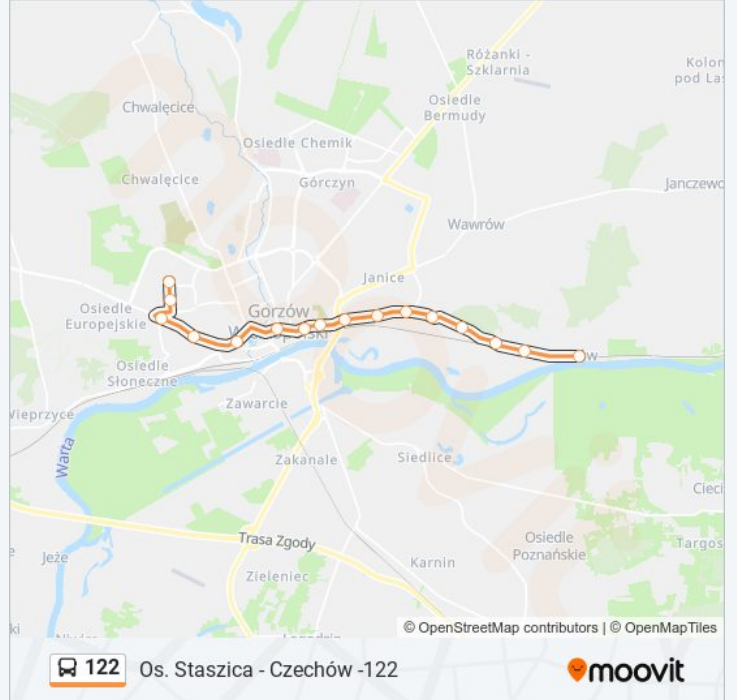 Różanki -
Szklarnia
Kolon
pod Las
Osiedle
Bermudy
Chwalęcice
Osiedle Chemik
Chwalęcice
Górczyn
Janczewo
Wawrów
Janice
Osiedle
Europejskie
Gorzów
Osiedle
Słoneczne
Wieprzyce
Zawarcie
Warta
Zakanale
Siedlice
Cieci
Trasa Zgody
Osiedle
Poznańskie
Targos
Jeże
Karnin
Zieleniec
ki
© OpenStreetMap contributors | © OpenMapTiles
122 Os. Staszica - Czechów -122
moovit